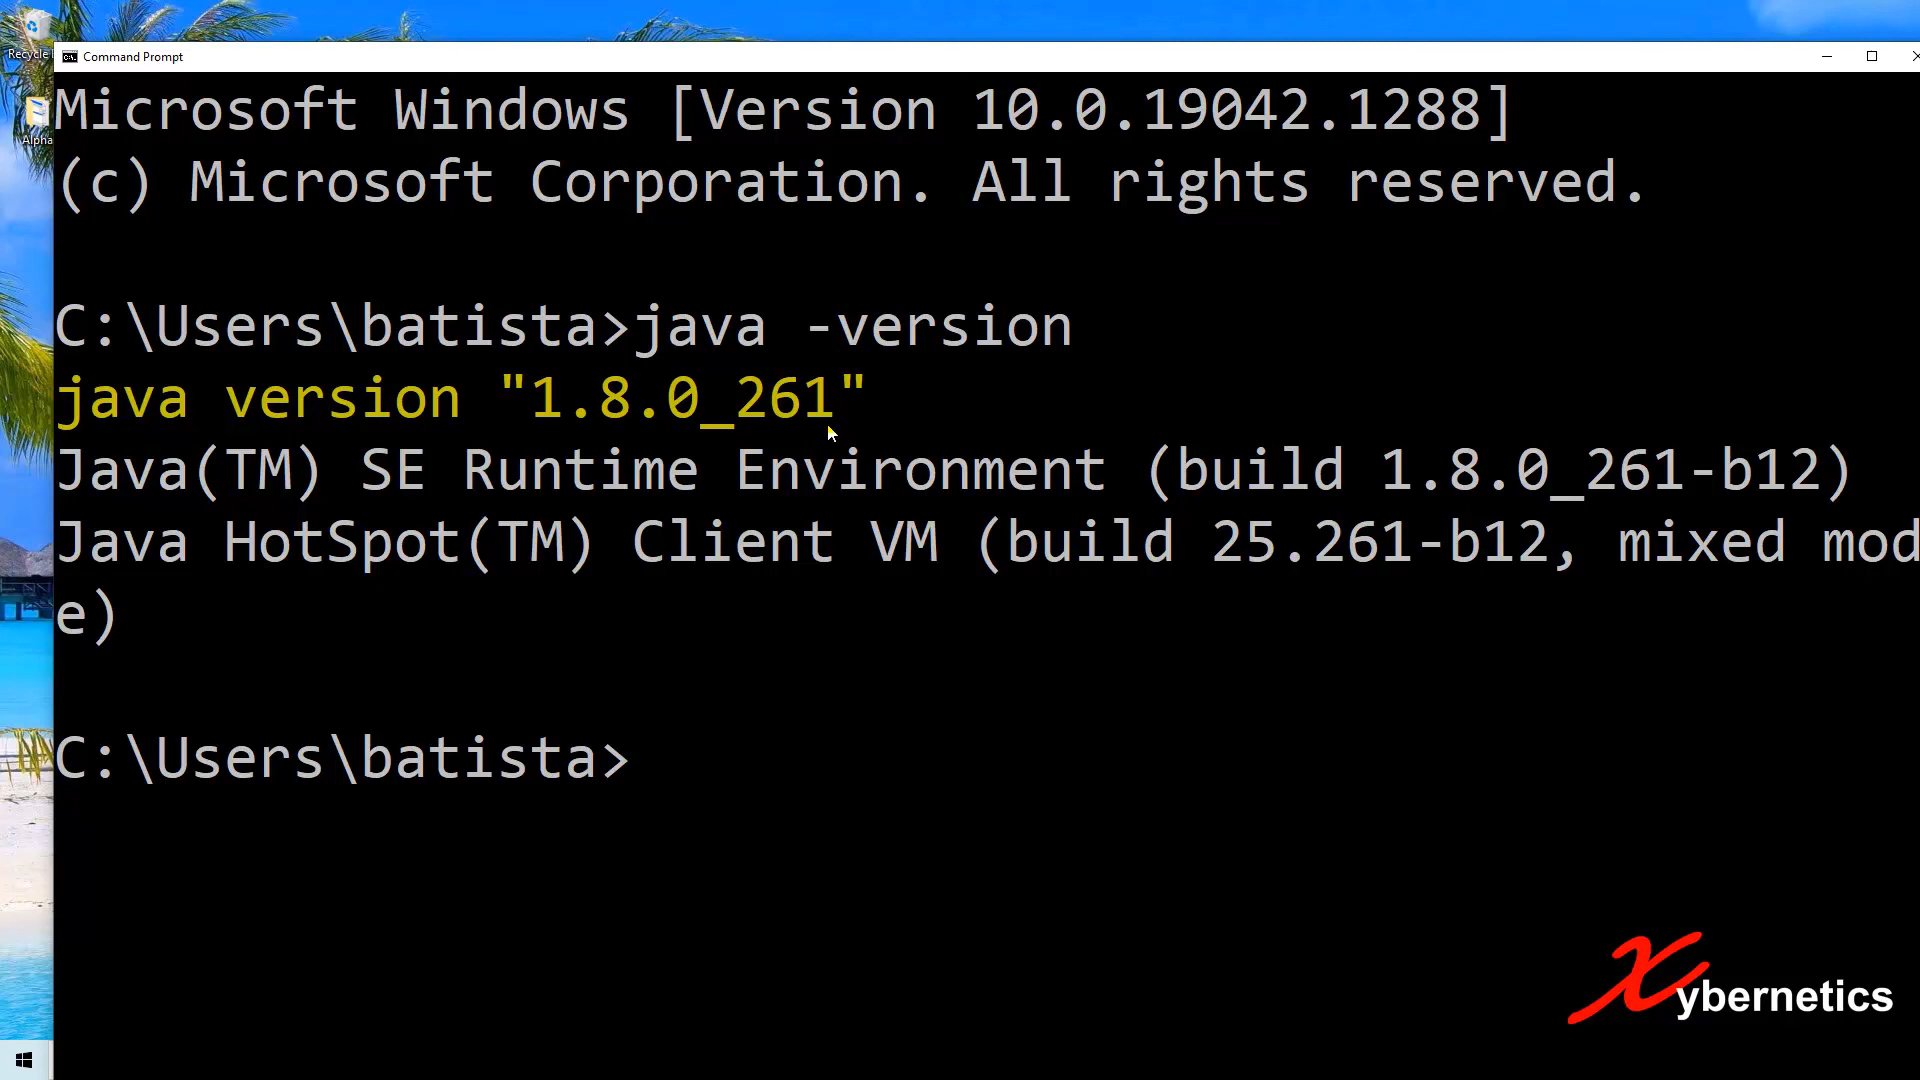 Recycle
Command Prompt
Microsoft Windows [Version 10.0.19042.1288]
(c) Microsoft Corporation. All rights reserved.
Alpha
C:\Users\batista>java -version
java version "1.8.0_261"
Java(TM) SE Runtime Environment (build 1.8.0_261-b12)
Java HotSpot(TM) Client VM (build 25.261-b12, mixed mod
e)
C:\Users\batista>
Xybernetics